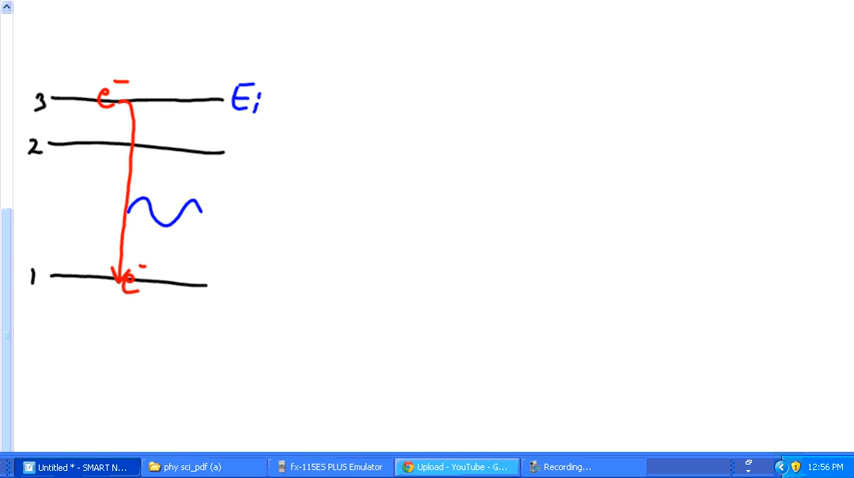 e⁻
3 Ei
2
1 e⁻
Untitled * - SMART N...
phy sci_pdf (a)
fx-115ES PLUS Emulator
Upload - YouTube - G...
Recording...
12:56 PM